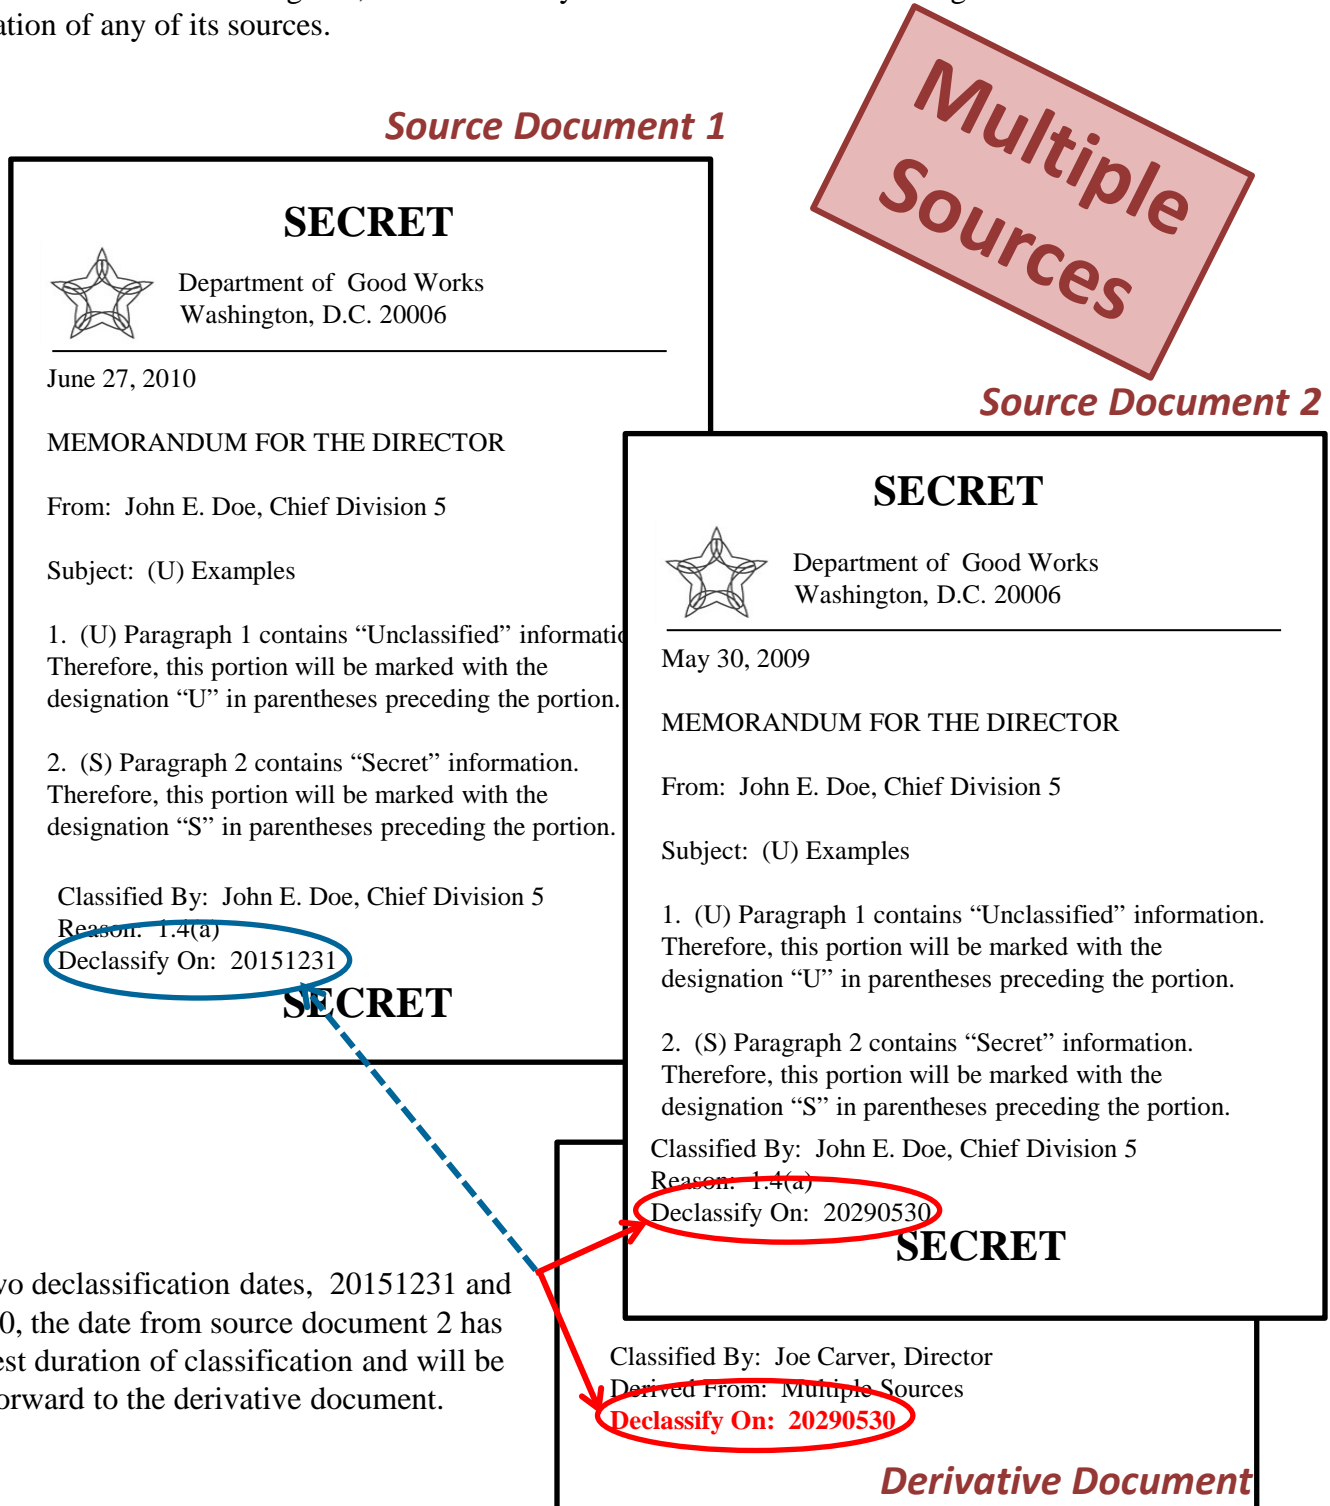 ation of any of its sources.
Multiple
Sources
Source Document 1
SECRET
Department of Good Works
Washington, D.C. 20006
June 27, 2010
MEMORANDUM FOR THE DIRECTOR
From: John E. Doe, Chief Division 5
Subject: (U) Examples
1. (U) Paragraph 1 contains “Unclassified” informatio
Therefore, this portion will be marked with the
designation “U” in parentheses preceding the portion.
2. (S) Paragraph 2 contains “Secret” information.
Therefore, this portion will be marked with the
designation “S” in parentheses preceding the portion.
Classified By: John E. Doe, Chief Division 5
Reason: 1.4(a)
Declassify On: 20151231
SECRET
Source Document 2
SECRET
Department of Good Works
Washington, D.C. 20006
May 30, 2009
MEMORANDUM FOR THE DIRECTOR
From: John E. Doe, Chief Division 5
Subject: (U) Examples
1. (U) Paragraph 1 contains “Unclassified” information.
Therefore, this portion will be marked with the
designation “U” in parentheses preceding the portion.
2. (S) Paragraph 2 contains “Secret” information.
Therefore, this portion will be marked with the
designation “S” in parentheses preceding the portion.
Classified By: John E. Doe, Chief Division 5
Reason: 1.4(a)
Declassify On: 20290530
SECRET
vo declassification dates, 20151231 and
0, the date from source document 2 has
est duration of classification and will be
orward to the derivative document.
Classified By: Joe Carver, Director
Derived From: Multiple Sources
Declassify On: 20290530
Derivative Document